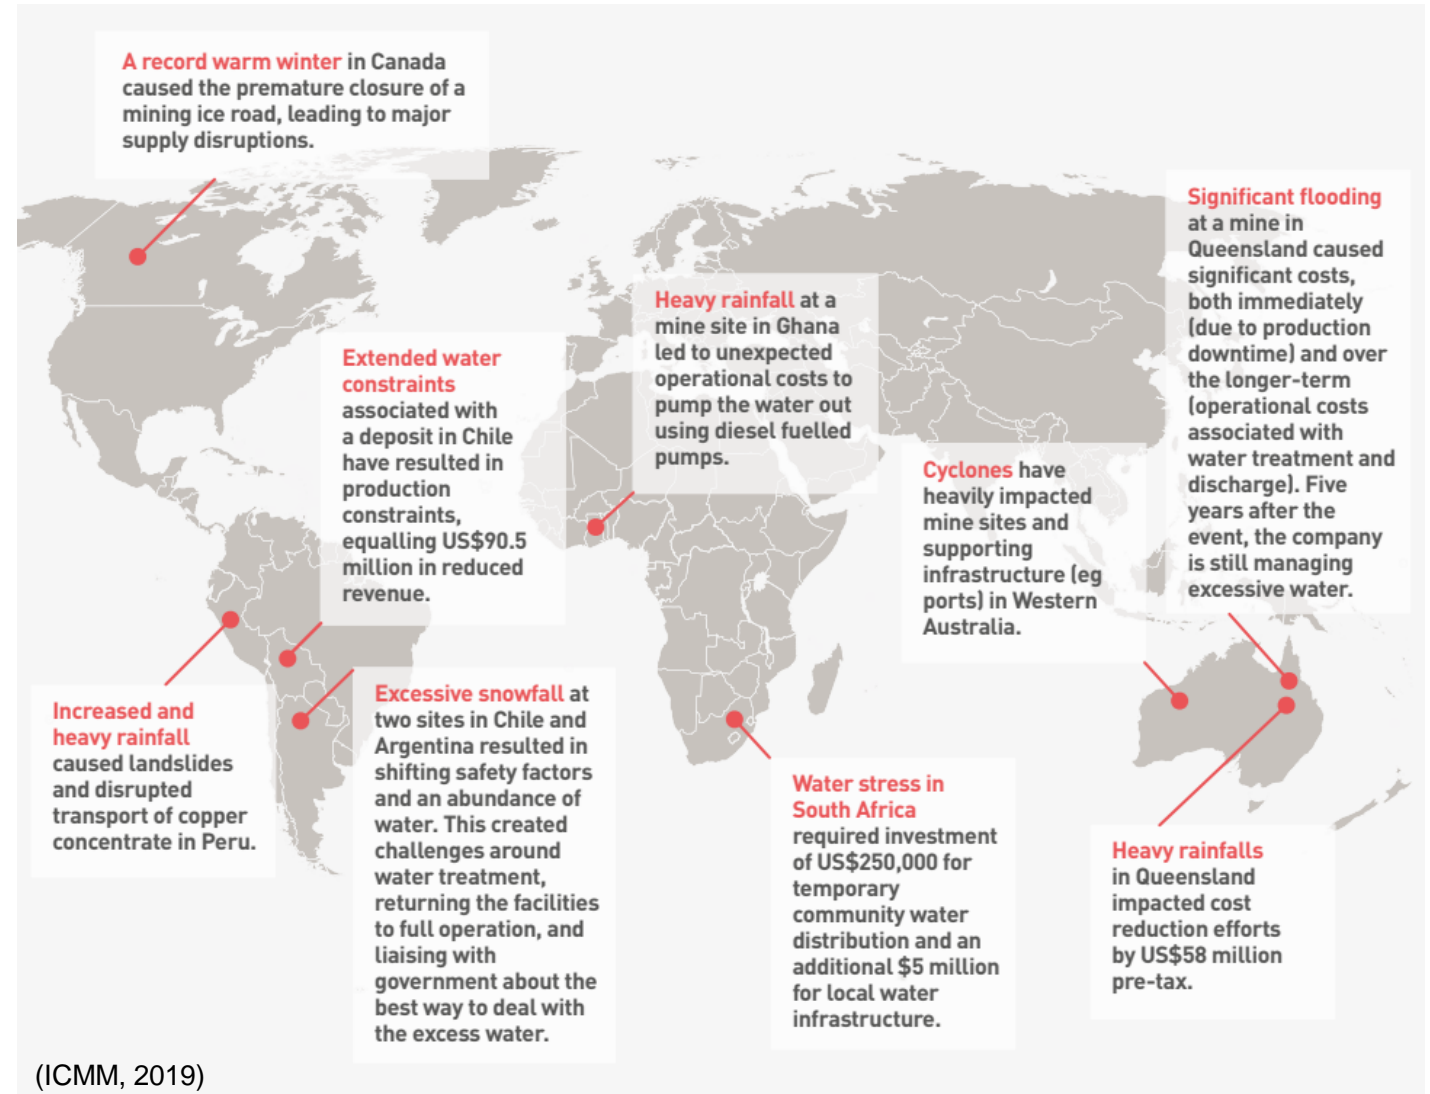 A record warm winter in Canada
caused the premature closure of a
mining ice road, leading to major
supply disruptions.
Significant flooding
at a mine in
Queensland caused
significant costs,
both immediately
(due to production
downtime) and over
the longer-term
(operational costs
associated with
water treatment and
discharge). Five
years after the
event, the company
is still managing
excessive water.
Heavy rainfall at a
mine site in Ghana
led to unexpected
operational costs to
pump the water out
using diesel fuelled
pumps.
Extended water
constraints
associated with
a deposit in Chile
have resulted in
production
constraints,
equalling US$90.5
million in reduced
revenue.
Cyclones have
heavily impacted
mine sites and
supporting
infrastructure (eg
ports) in Western
Australia.
Increased and
heavy rainfall
caused landslides
and disrupted
transport of copper
concentrate in Peru.
Excessive snowfall at
two sites in Chile and
Argentina resulted in
shifting safety factors
and an abundance of
water. This created
challenges around
water treatment,
returning the facilities
to full operation, and
liaising with
government about the
best way to deal with
the excess water.
Water stress in
South Africa
required investment
of US$250,000 for
temporary
community water
distribution and an
additional $5 million
for local water
infrastructure.
Heavy rainfalls
in Queensland
impacted cost
reduction efforts
by US$58 million
pre-tax.
(ICMM, 2019)